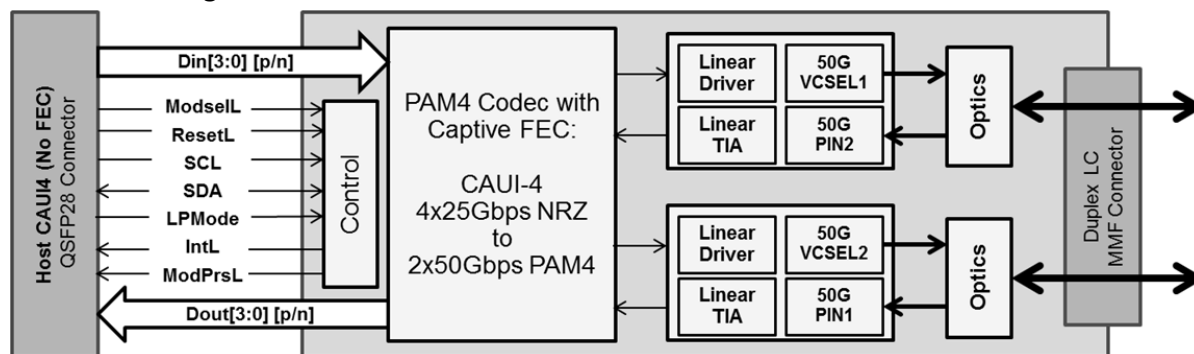 Host CAUI4 (No FEC)
QSFP28 Connector
Din[3:0] [p/n]
ModselL
ResetL
SCL
SDA
LPMode
IntL
ModPrsL
Dout[3:0] [p/n]
Control
PAM4 Codec with
Captive FEC:
CAUI-4
4x25Gbps NRZ
to
2x50Gbps PAM4
Linear
Driver
50G
VCSEL1
Linear
TIA
50G
PIN2
Optics
Linear
Driver
50G
VCSEL2
Linear
TIA
50G
PIN1
Optics
Duplex LC
MMF Connector